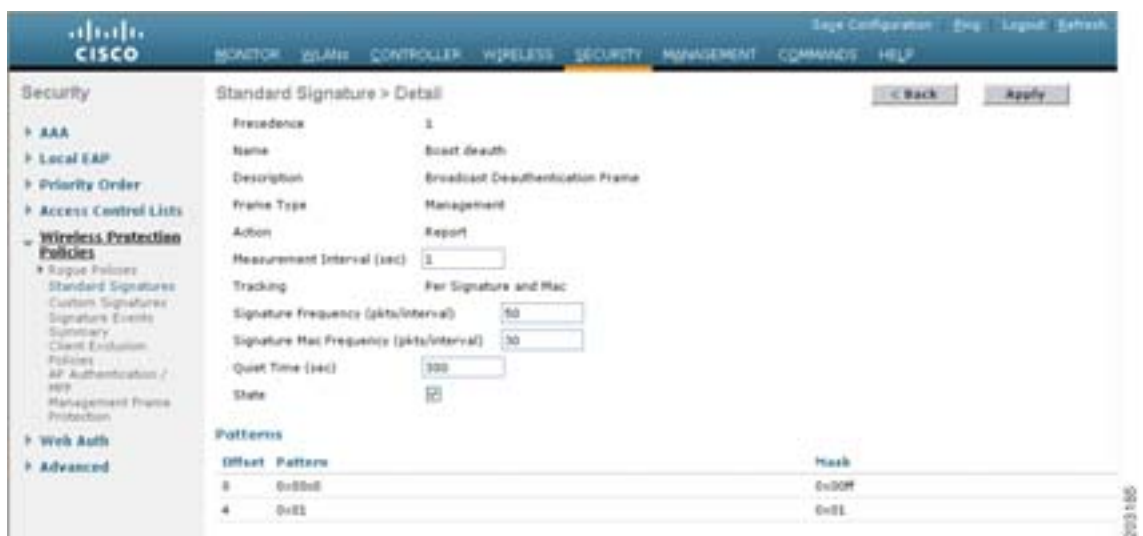 Save Configuration Ping Logout Refresh
CISCO
MONITOR WLANs CONTROLLER WIRELESS SECURITY MANAGEMENT COMMANDS HELP
Security
AAA
Local EAP
Priority Order
Access Control Lists
Wireless Protection Policies
Rogue Policies
Standard Signatures
Custom Signatures
Signature Events Summary
Client Exclusion Policies
AP Authentication / MFP
Management Frame Protection
Web Auth
Advanced
Standard Signature > Detail
< Back Apply
Precedence 1
Name Bcast deauth
Description Broadcast Deauthentication Frame
Frame Type Management
Action Report
Measurement Interval (sec) 1
Tracking Per Signature and Mac
Signature Frequency (pkts/interval) 50
Signature Mac Frequency (pkts/interval) 30
Quiet Time (sec) 300
State
Patterns
Offset Pattern Mask
0 0x00c0 0x00ff
4 0x01 0x01
203186